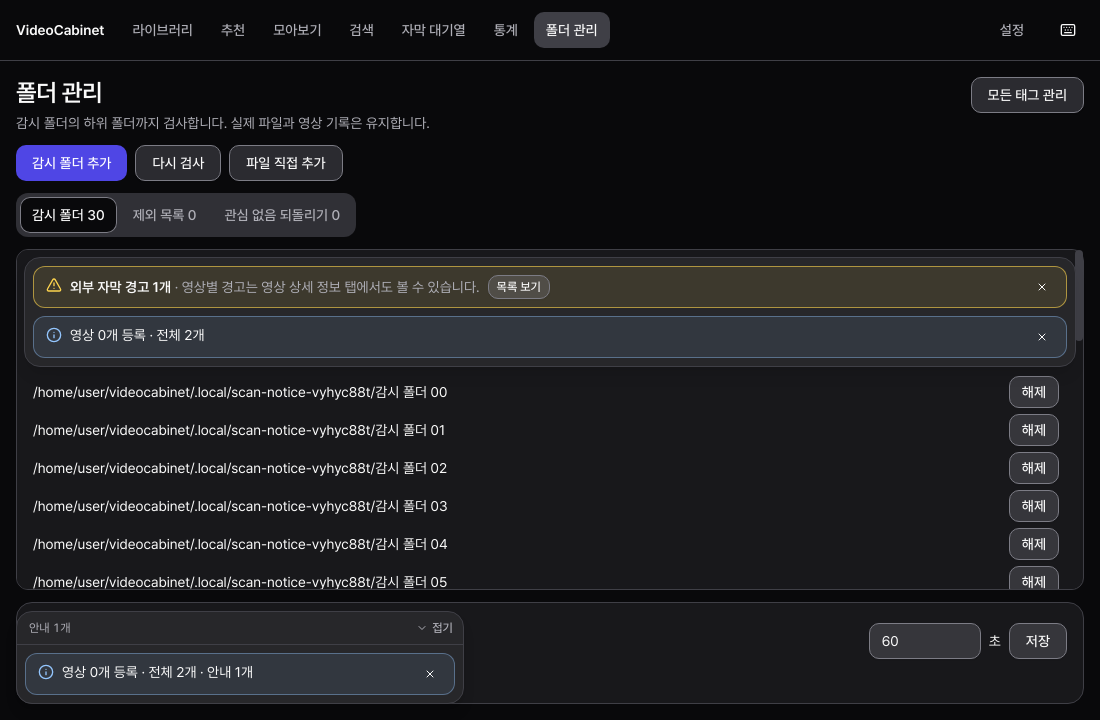 VideoCabinet 라이브러리 추천 모아보기 검색 자막 대기열 통계 폴더 관리 설정
폴더 관리
모든 태그 관리
감시 폴더의 하위 폴더까지 검사합니다. 실제 파일과 영상 기록은 유지합니다.
감시 폴더 추가 다시 검사 파일 직접 추가
감시 폴더 30 제외 목록 0 관심 없음 되돌리기 0
외부 자막 경고 1개 · 영상별 경고는 영상 상세 정보 탭에서도 볼 수 있습니다. 목록 보기
영상 0개 등록 · 전체 2개
/home/user/videocabinet/.local/scan-notice-vyhyc88t/감시 폴더 00 해제
/home/user/videocabinet/.local/scan-notice-vyhyc88t/감시 폴더 01 해제
/home/user/videocabinet/.local/scan-notice-vyhyc88t/감시 폴더 02 해제
/home/user/videocabinet/.local/scan-notice-vyhyc88t/감시 폴더 03 해제
/home/user/videocabinet/.local/scan-notice-vyhyc88t/감시 폴더 04 해제
/home/user/videocabinet/.local/scan-notice-vyhyc88t/감시 폴더 05 해제
안내 1개 접기
영상 0개 등록 · 전체 2개 · 안내 1개
60 초 저장